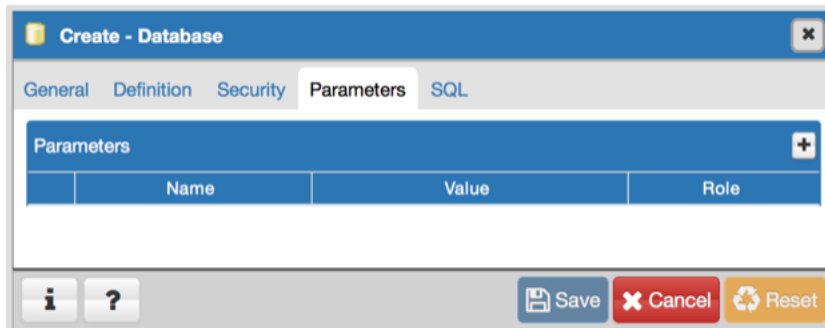 Create - Database
General Definition Security Parameters SQL
Parameters
Name Value Role
i ? Save Cancel Reset